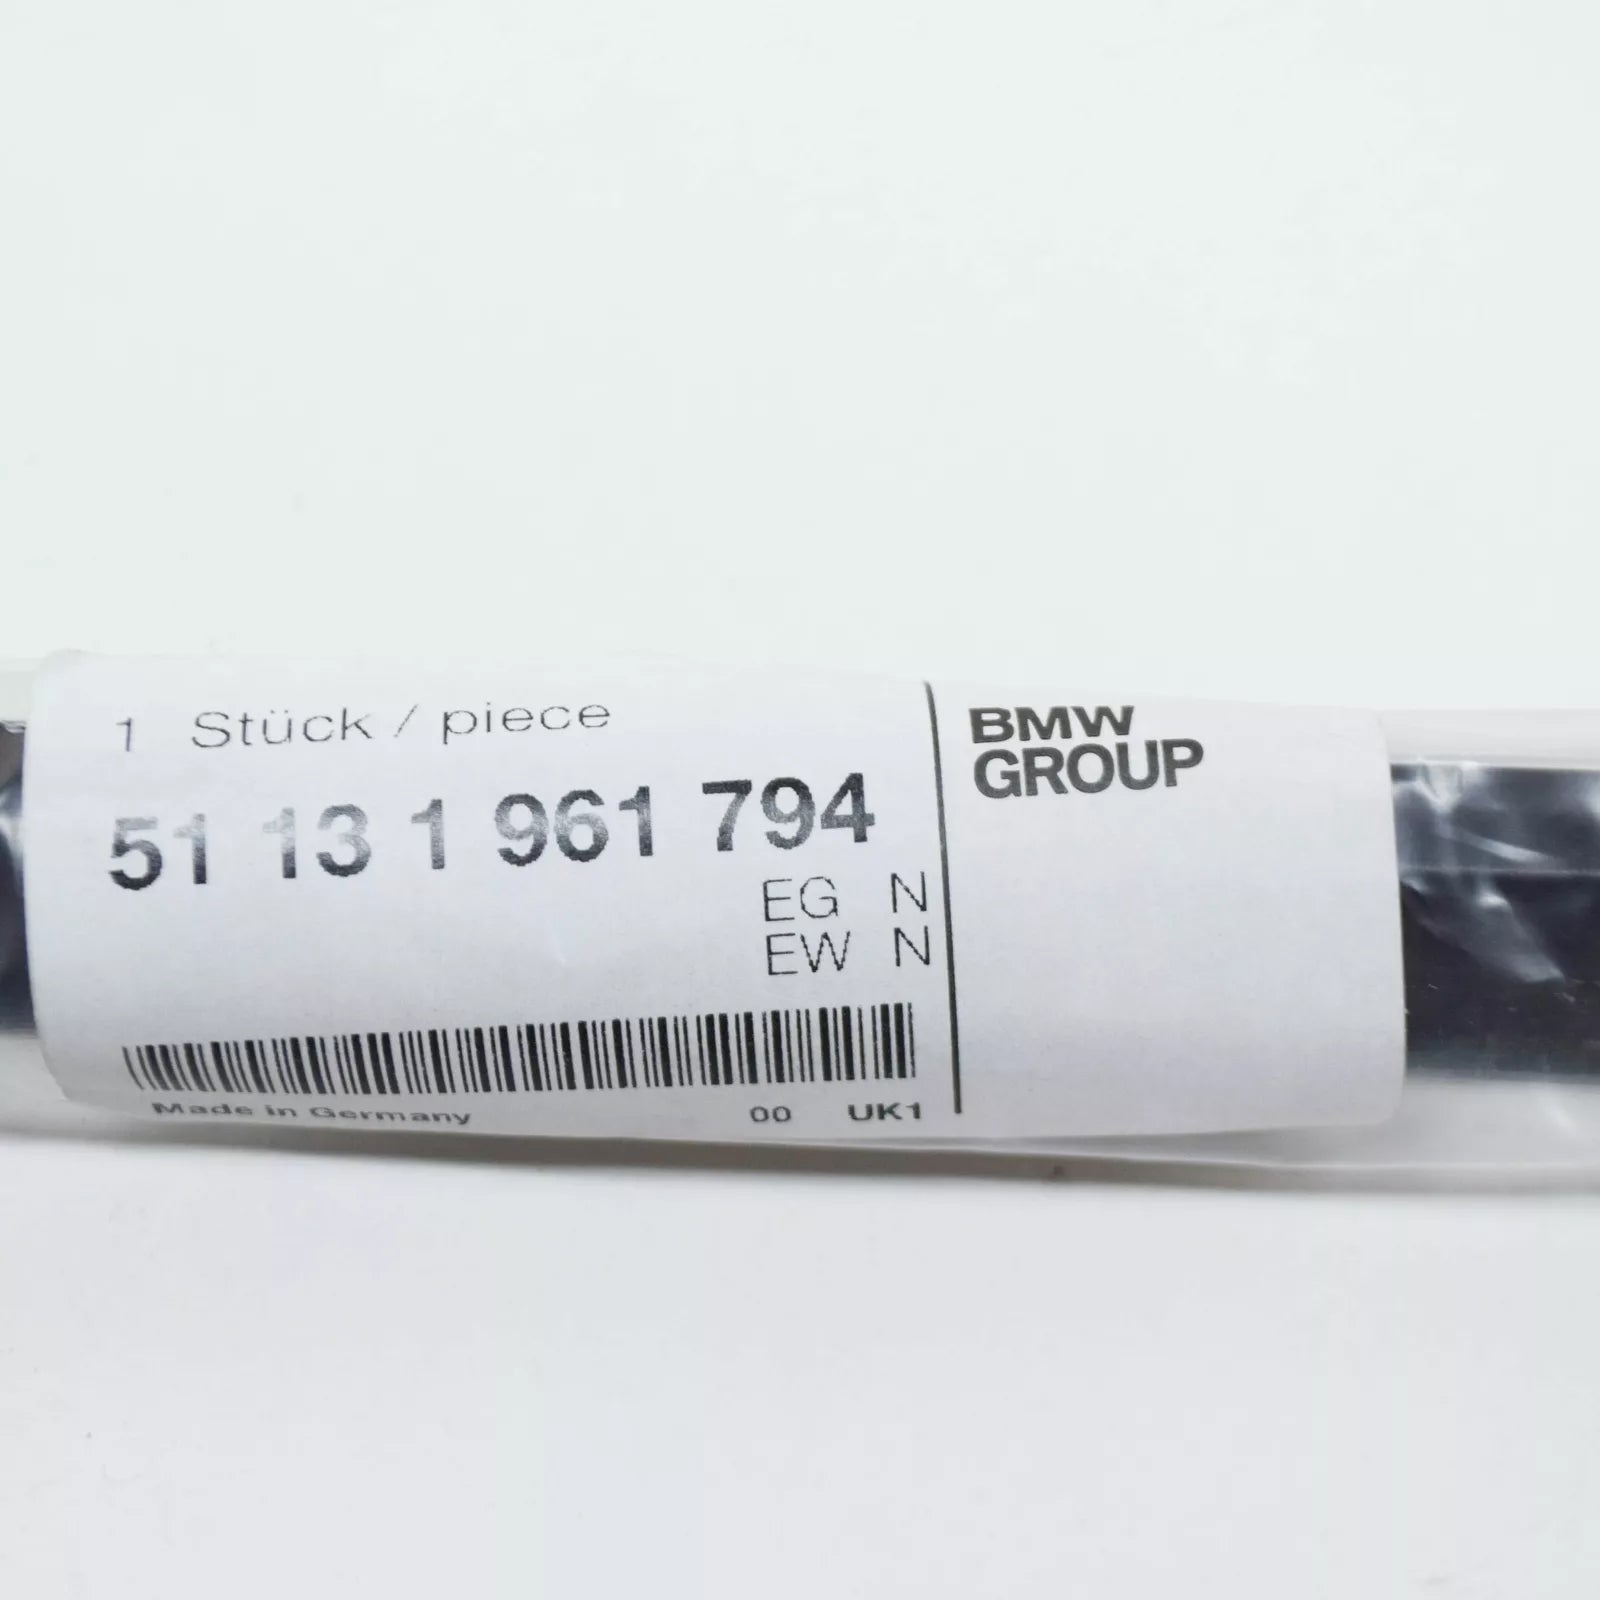 1 Stück / piece
51 13 1 961 794
EG N
EW N
Made in Germany 00 UK1
BMW
GROUP